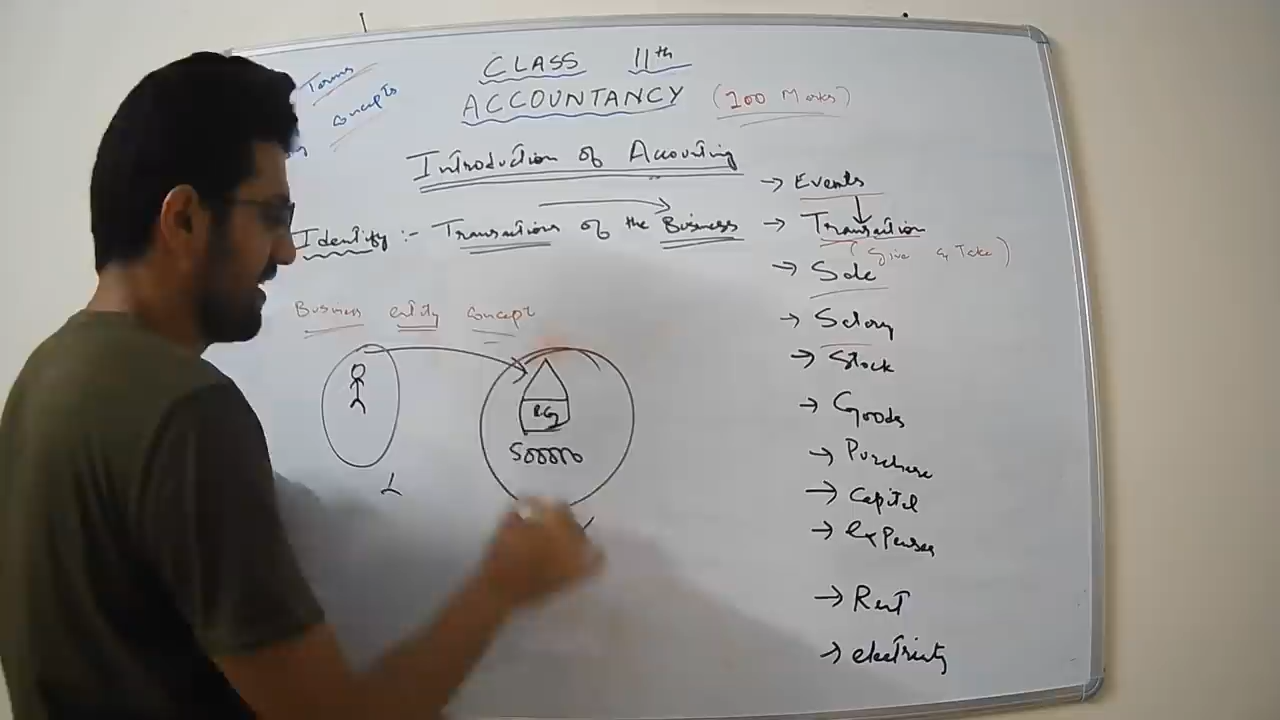 Terms
Concepts
CLASS 11th
ACCOUNTANCY (100 Marks)
Introduction of Accounting
Identify :- Transactions of the Business
Business entity concept
→ Events
→ Transaction
(Give & Take)
→ Sale
→ Salary
→ Stock
→ Goods
→ Purchase
→ Capital
→ Expenses
→ Rent
→ electricity